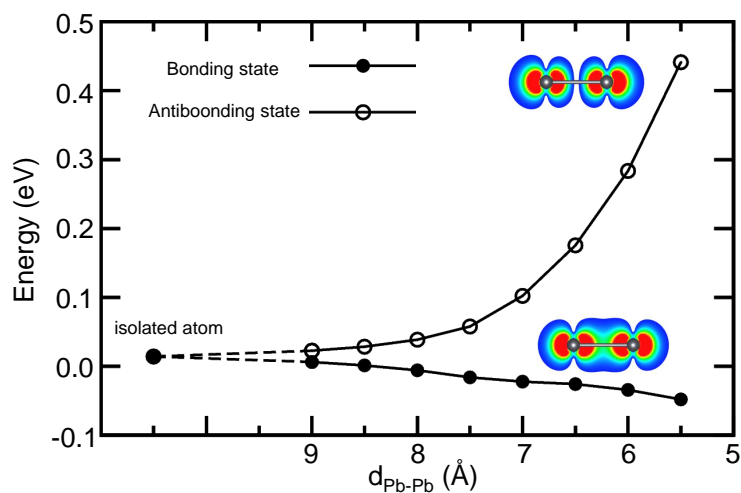 0.5
0.4
0.3
0.2
0.1
0.0
-0.1
Energy (eV)
Bonding state
Antiboonding state
isolated atom
9 8 7 6 5
dPb-Pb (Å)